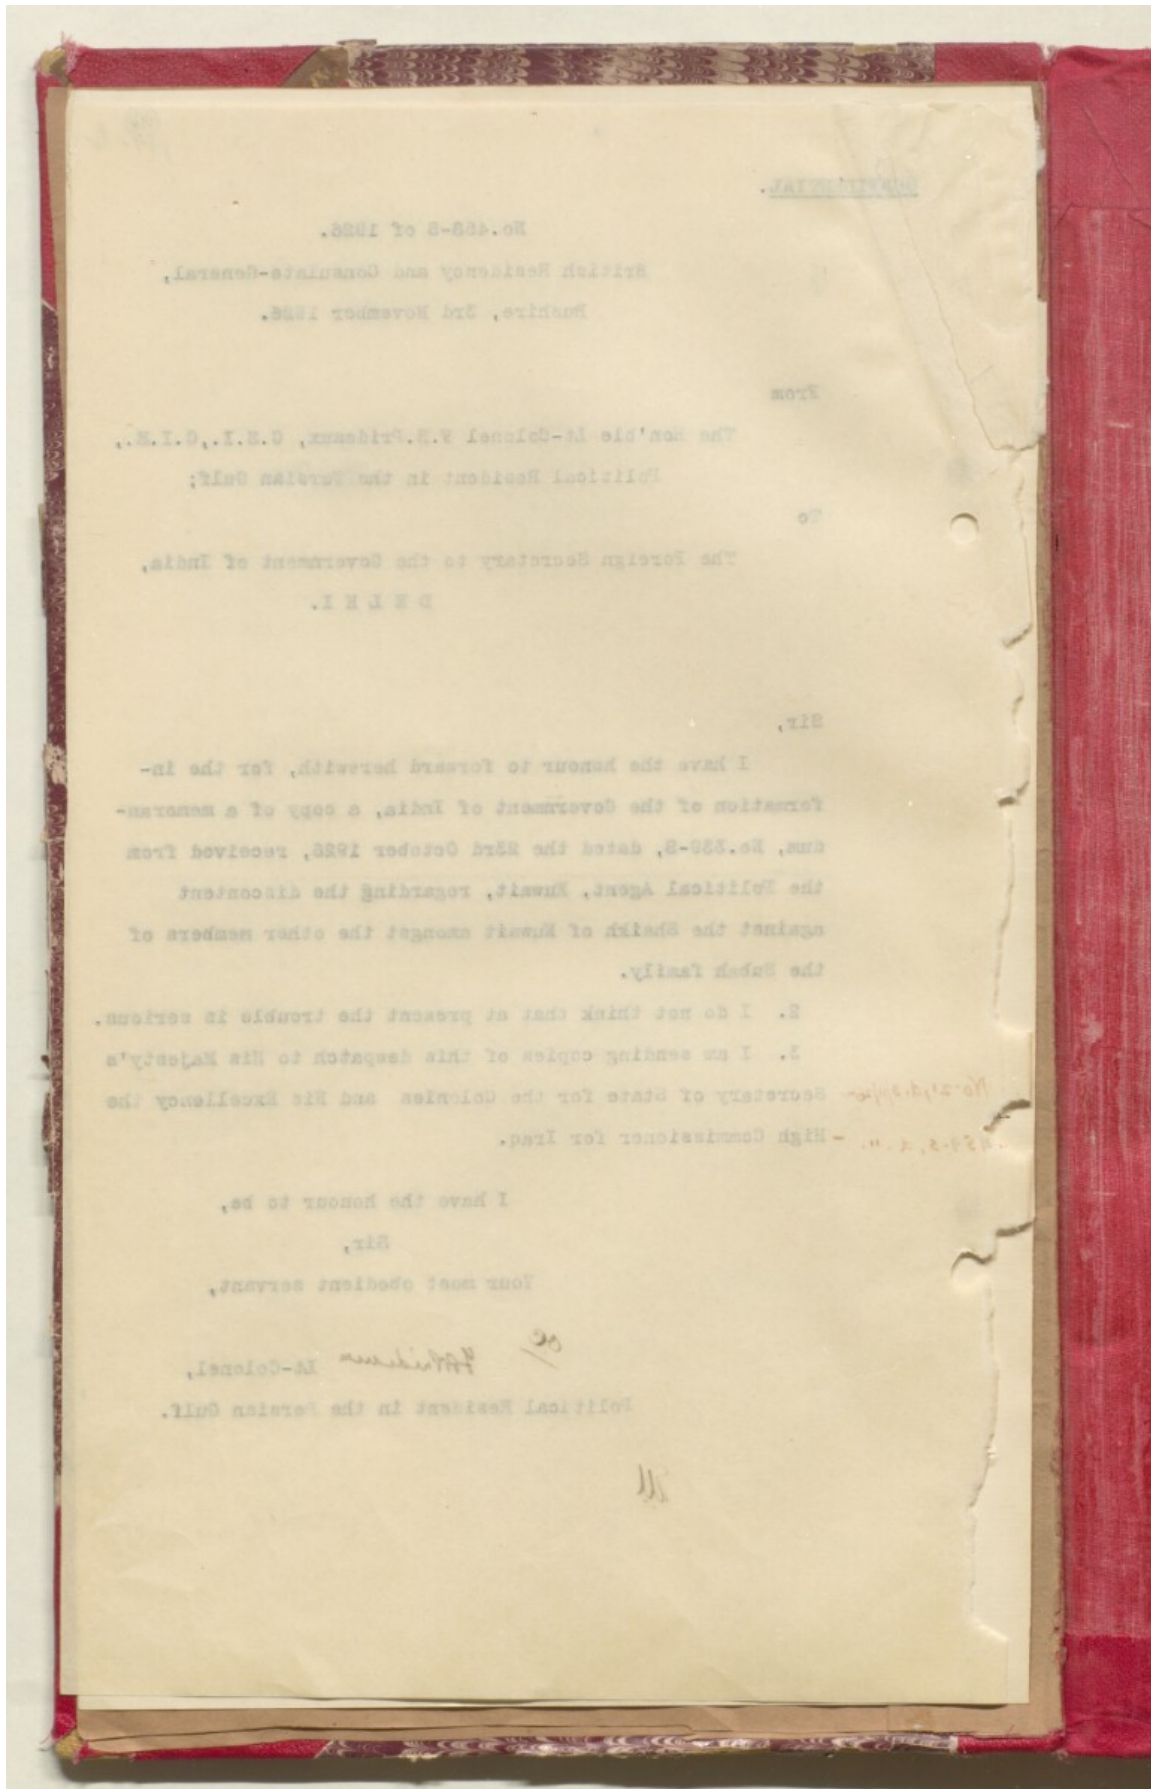 CONFIDENTIAL.
No.458-S of 1926.
British Residency and Consulate-General,
Bushire, 3rd November 1926.
From
The Hon'ble Lt-Colonel F.B.Prideaux, C.S.I.,C.I.E.,
Political Resident in the Persian Gulf;
To
The Foreign Secretary to the Government of India,
D E L H I.
Sir,
I have the honour to forward herewith, for the in-
formation of the Government of India, a copy of a memoran-
dum, No.330-S, dated the 23rd October 1926, received from
the Political Agent, Kuwait, regarding the discontent
against the Shaikh of Kuwait amongst the other members of
the Subah family.
2. I do not think that at present the trouble is serious.
3. I am sending copies of this despatch to His Majesty's
Secretary of State for the Colonies and His Excellency the
High Commissioner for Iraq.
I have the honour to be,
Sir,
Your most obedient servant,
FBPrideaux Lt-Colonel,
Political Resident in the Persian Gulf.